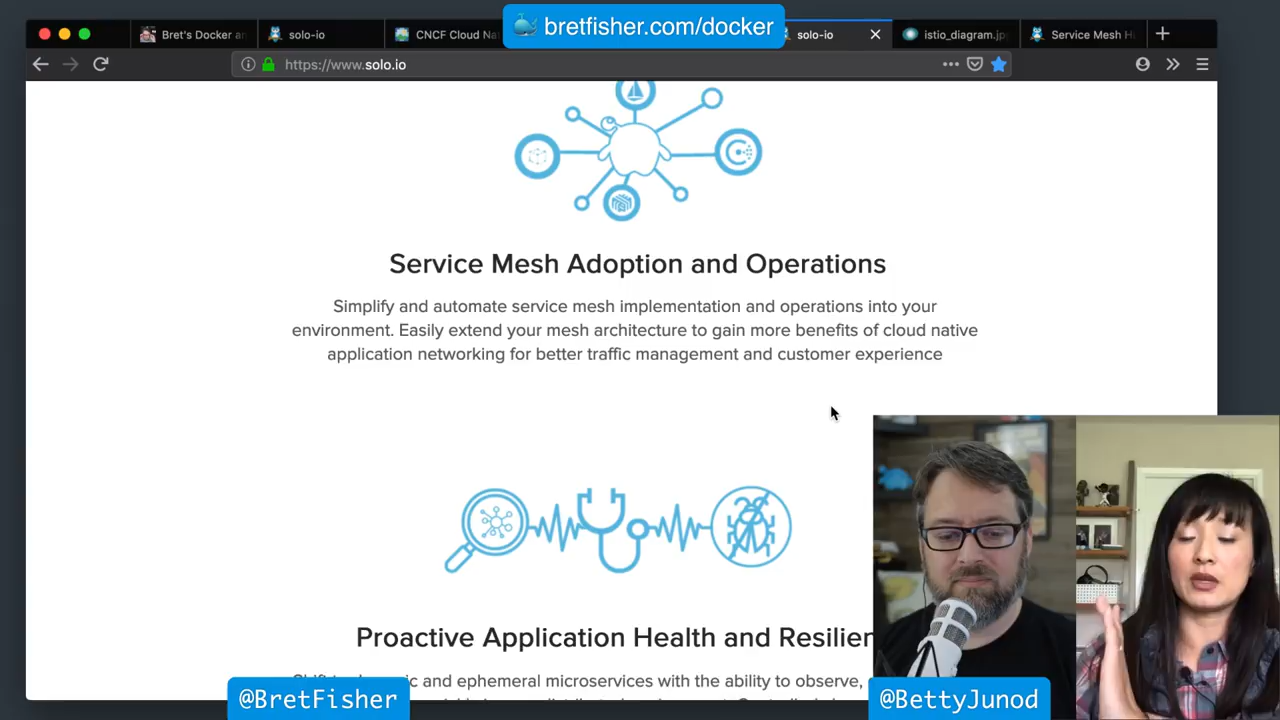 bretfisher.com/docker
Bret's Docker an
solo-io
CNCF Cloud Na
solo-io
istio_diagram.jp
Service Mesh H
https://www.solo.io
Service Mesh Adoption and Operations
Simplify and automate service mesh implementation and operations into your
environment. Easily extend your mesh architecture to gain more benefits of cloud native
application networking for better traffic management and customer experience
Proactive Application Health and Resilien
and ephemeral microservices with the ability to observe,
@BretFisher
@BettyJunod